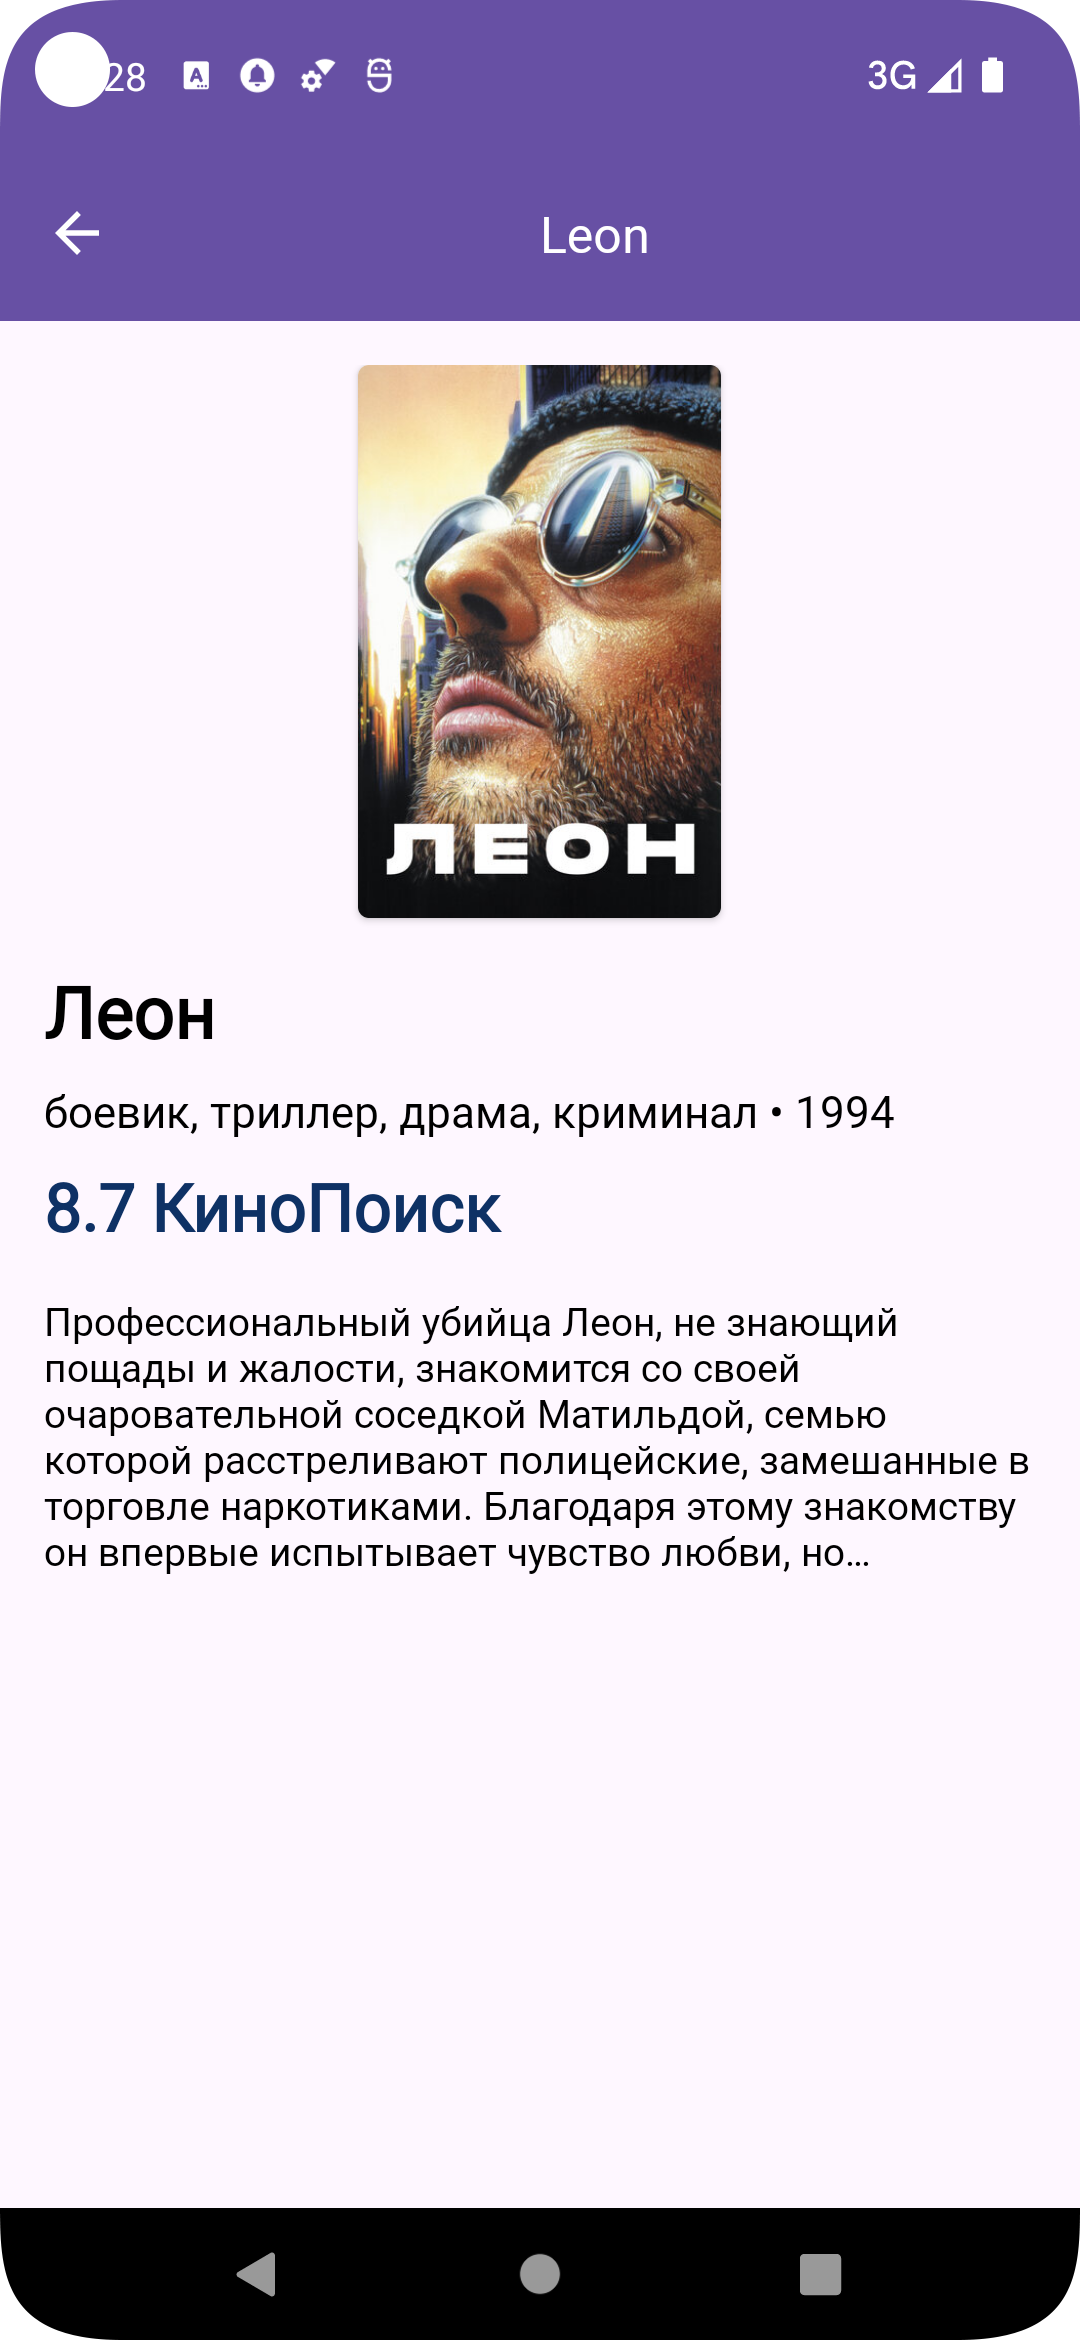 28
3G
Leon
ЛЕОН
Леон
боевик, триллер, драма, криминал • 1994
8.7 КиноПоиск
Профессиональный убийца Леон, не знающий
пощады и жалости, знакомится со своей
очаровательной соседкой Матильдой, семью
которой расстреливают полицейские, замешанные в
торговле наркотиками. Благодаря этому знакомству
он впервые испытывает чувство любви, но…